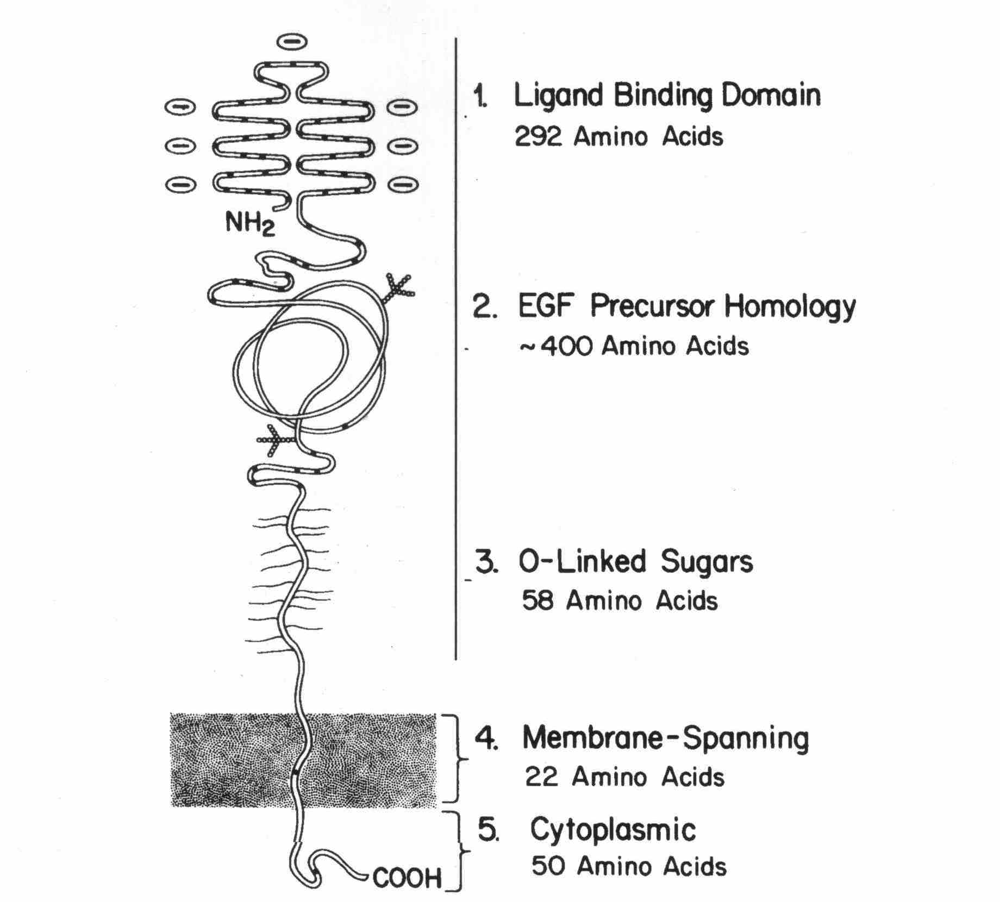 1. Ligand Binding Domain
292 Amino Acids
NH2
2. EGF Precursor Homology
~400 Amino Acids
3. O-Linked Sugars
58 Amino Acids
4. Membrane-Spanning
22 Amino Acids
5. Cytoplasmic
50 Amino Acids
COOH